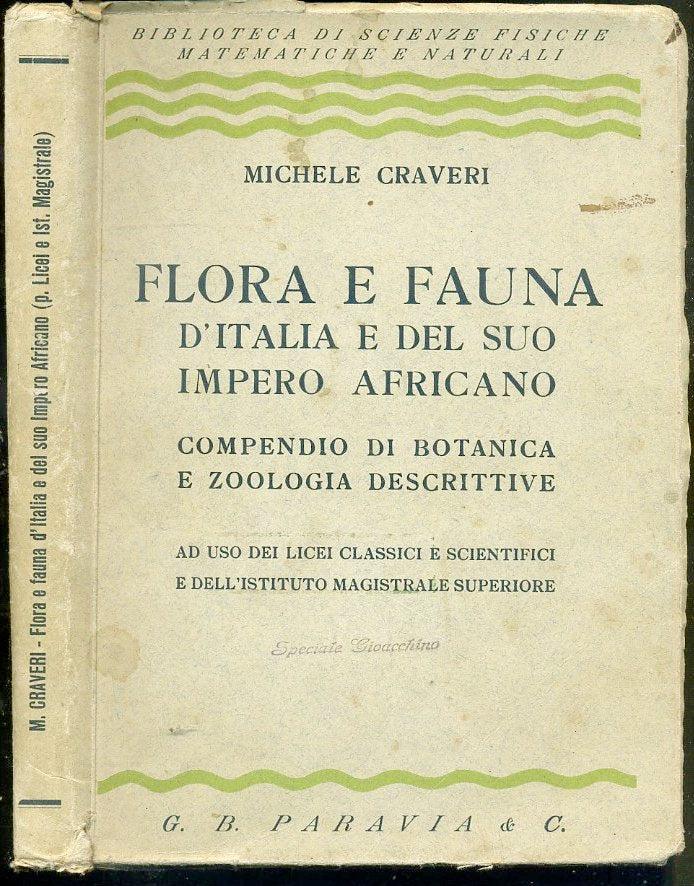 BIBLIOTECA DI SCIENZE FISICHE
MATEMATICHE E NATURALI
MICHELE CRAVERI
FLORA E FAUNA
D'ITALIA E DEL SUO
IMPERO AFRICANO
COMPENDIO DI BOTANICA
E ZOOLOGIA DESCRITTIVE
AD USO DEI LICEI CLASSICI E SCIENTIFICI
E DELL'ISTITUTO MAGISTRALE SUPERIORE
Speciale Gioacchino
G. B. PARAVIA & C.
M. CRAVERI - Flora e fauna d'Italia e del suo Impero Africano (p. Licei e Ist. Magistrale)